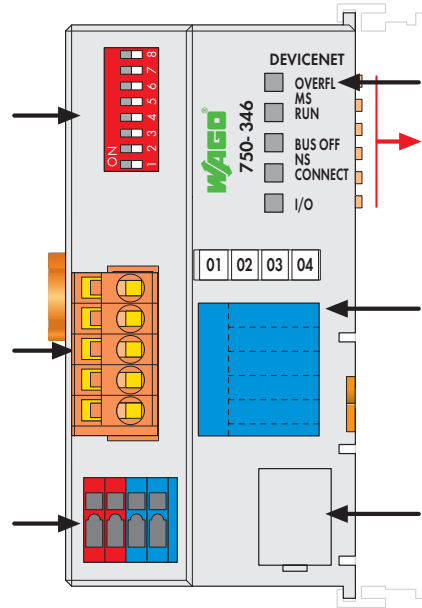 DEVICENET
OVERFL
MS
RUN
BUS OFF
NS
CONNECT
I/O
WAGO®
750-346
ON
1 2 3 4 5 6 7 8
01 02 03 04